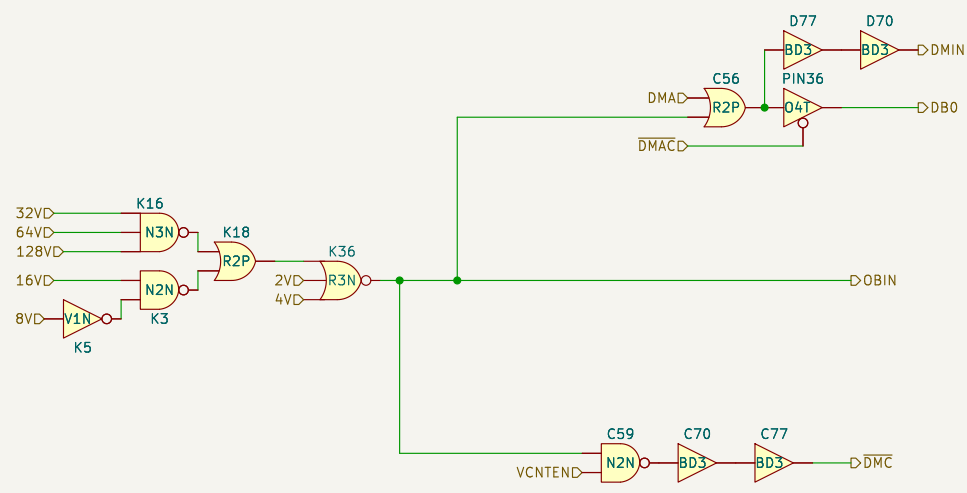 D77
D70
BD3
BD3
DMIN
C56
PIN36
DMA
R2P
O4T
DB0
DMAC
K16
32V
64V
N3N
K18
128V
R2P
K36
16V
N2N
2V
R3N
OBIN
4V
8V
V1N
K3
K5
C59
C70
C77
N2N
BD3
BD3
DMC
VCNTEN